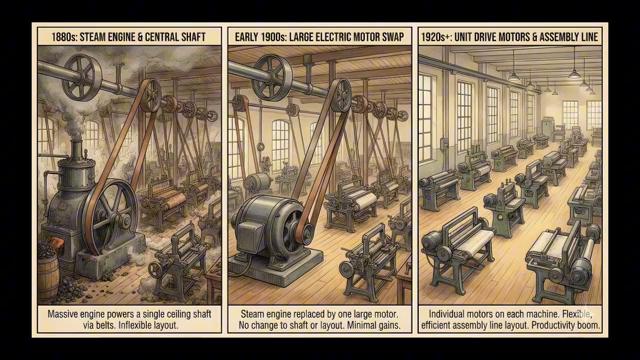 1880s: STEAM ENGINE & CENTRAL SHAFT
Massive engine powers a single ceiling shaft
via belts. Inflexible layout.
EARLY 1900s: LARGE ELECTRIC MOTOR SWAP
Steam engine replaced by one large motor.
No change to shaft or layout. Minimal gains.
1920s+: UNIT DRIVE MOTORS & ASSEMBLY LINE
Individual motors on each machine. Flexible,
efficient assembly line layout. Productivity boom.